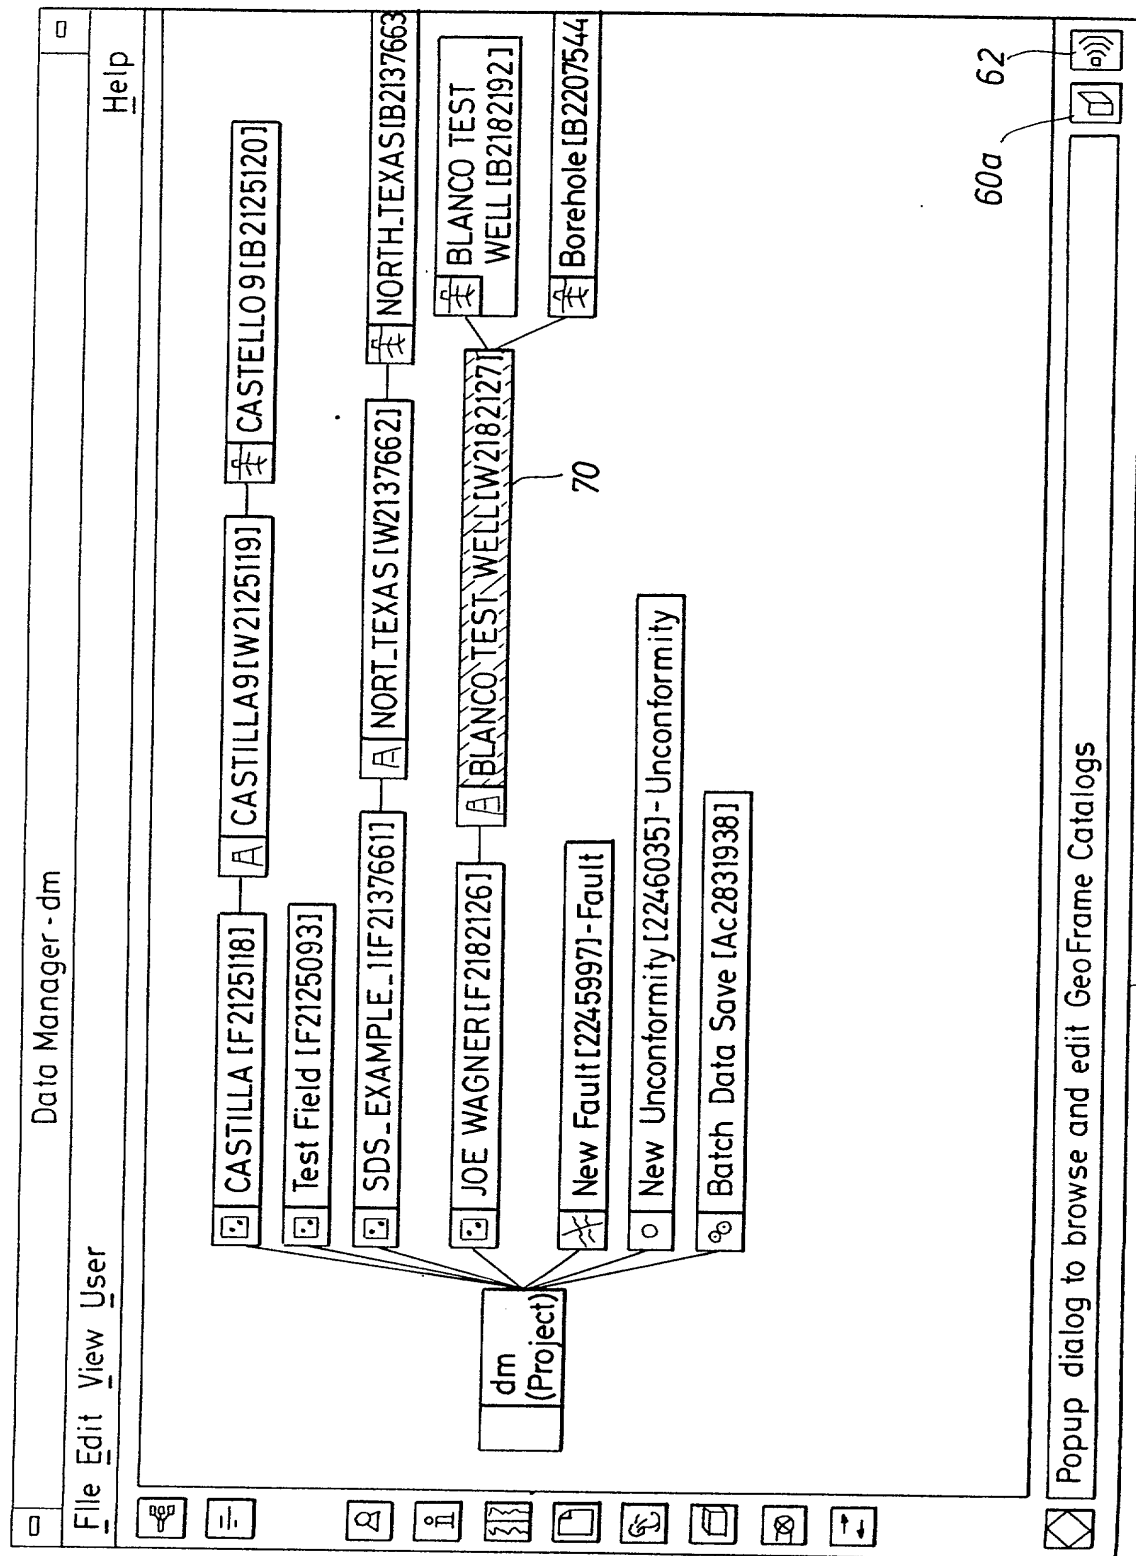 Data Manager - dm
FIle Edit View User Help
CASTILLA [F2125118]
CASTILLA9[W2125119]
CASTELLO9[B2125120]
Test Field [F2125093]
SDS_EXAMPLE_1[F2137661]
NORT_TEXAS[W2137662]
NORTH_TEXAS[B2137663
JOE WAGNER[F2182126]
BLANCO TEST WELL[W2182127]
BLANCO TEST
WELL [B2182192]
70
Borehole[B2207544
dm
(Project)
New Fault[2245997]-Fault
New Unconformity[2246035]-Unconformity
Batch Data Save [Ac2831938]
60a
62
Popup dialog to browse and edit GeoFrame Catalogs